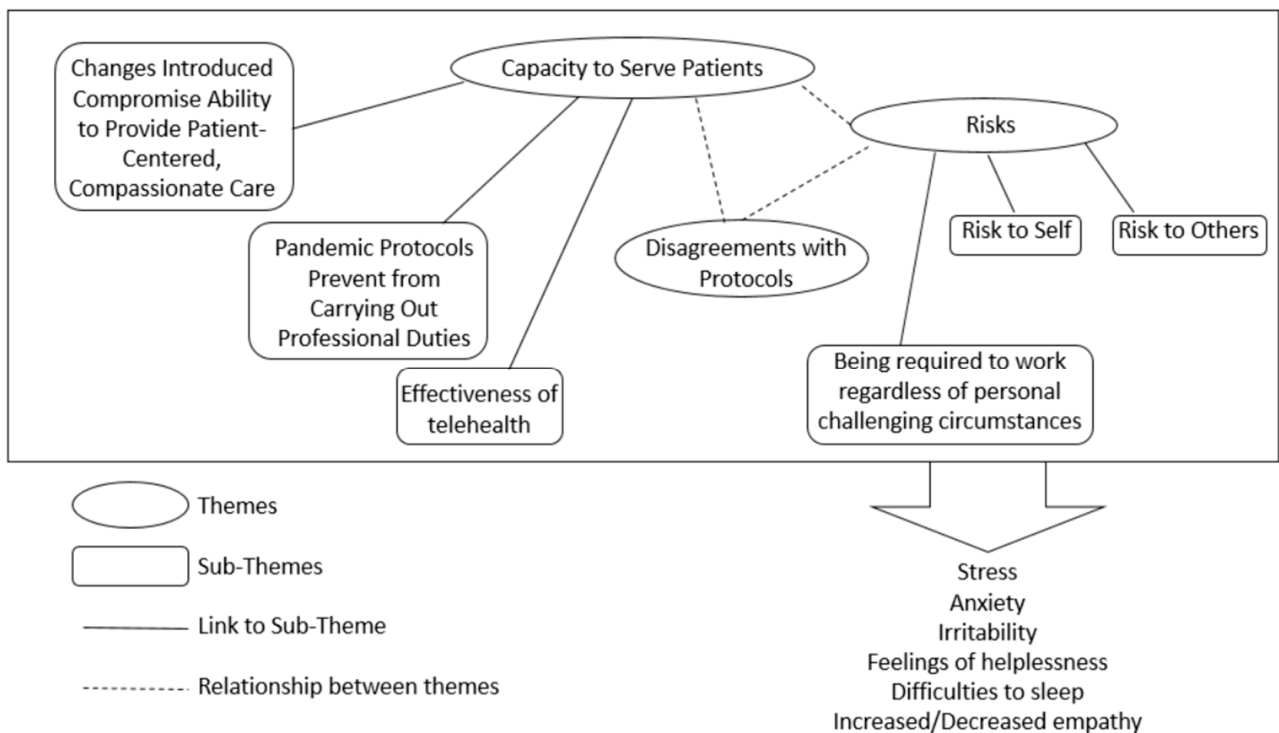 Changes Introduced
Compromise Ability
to Provide Patient-
Centered,
Compassionate Care
Capacity to Serve Patients
Risks
Pandemic Protocols
Prevent from
Carrying Out
Professional Duties
Disagreements with
Protocols
Risk to Self
Risk to Others
Effectiveness of
telehealth
Being required to work
regardless of personal
challenging circumstances
Themes
Sub-Themes
Link to Sub-Theme
Relationship between themes
Stress
Anxiety
Irritability
Feelings of helplessness
Difficulties to sleep
Increased/Decreased empathy